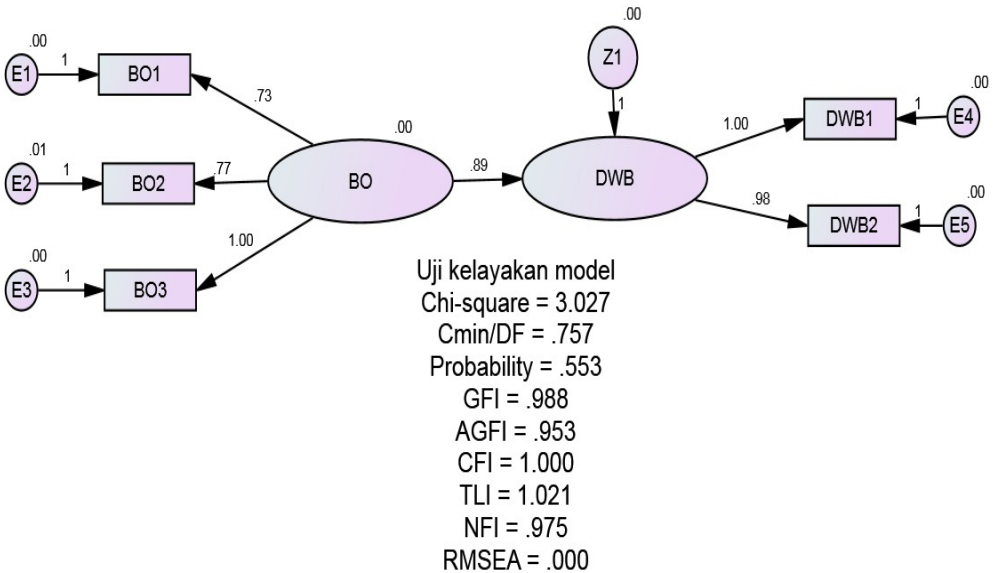 .00
E1
1
BO1
.73
.01
E2
1
BO2
.77
.00
E3
1
BO3
1.00
.00
BO
.89
.00
Z1
1
DWB
1.00
DWB1
1
.00
E4
.98
DWB2
1
.00
E5
Uji kelayakan model
Chi-square = 3.027
Cmin/DF = .757
Probability = .553
GFI = .988
AGFI = .953
CFI = 1.000
TLI = 1.021
NFI = .975
RMSEA = .000